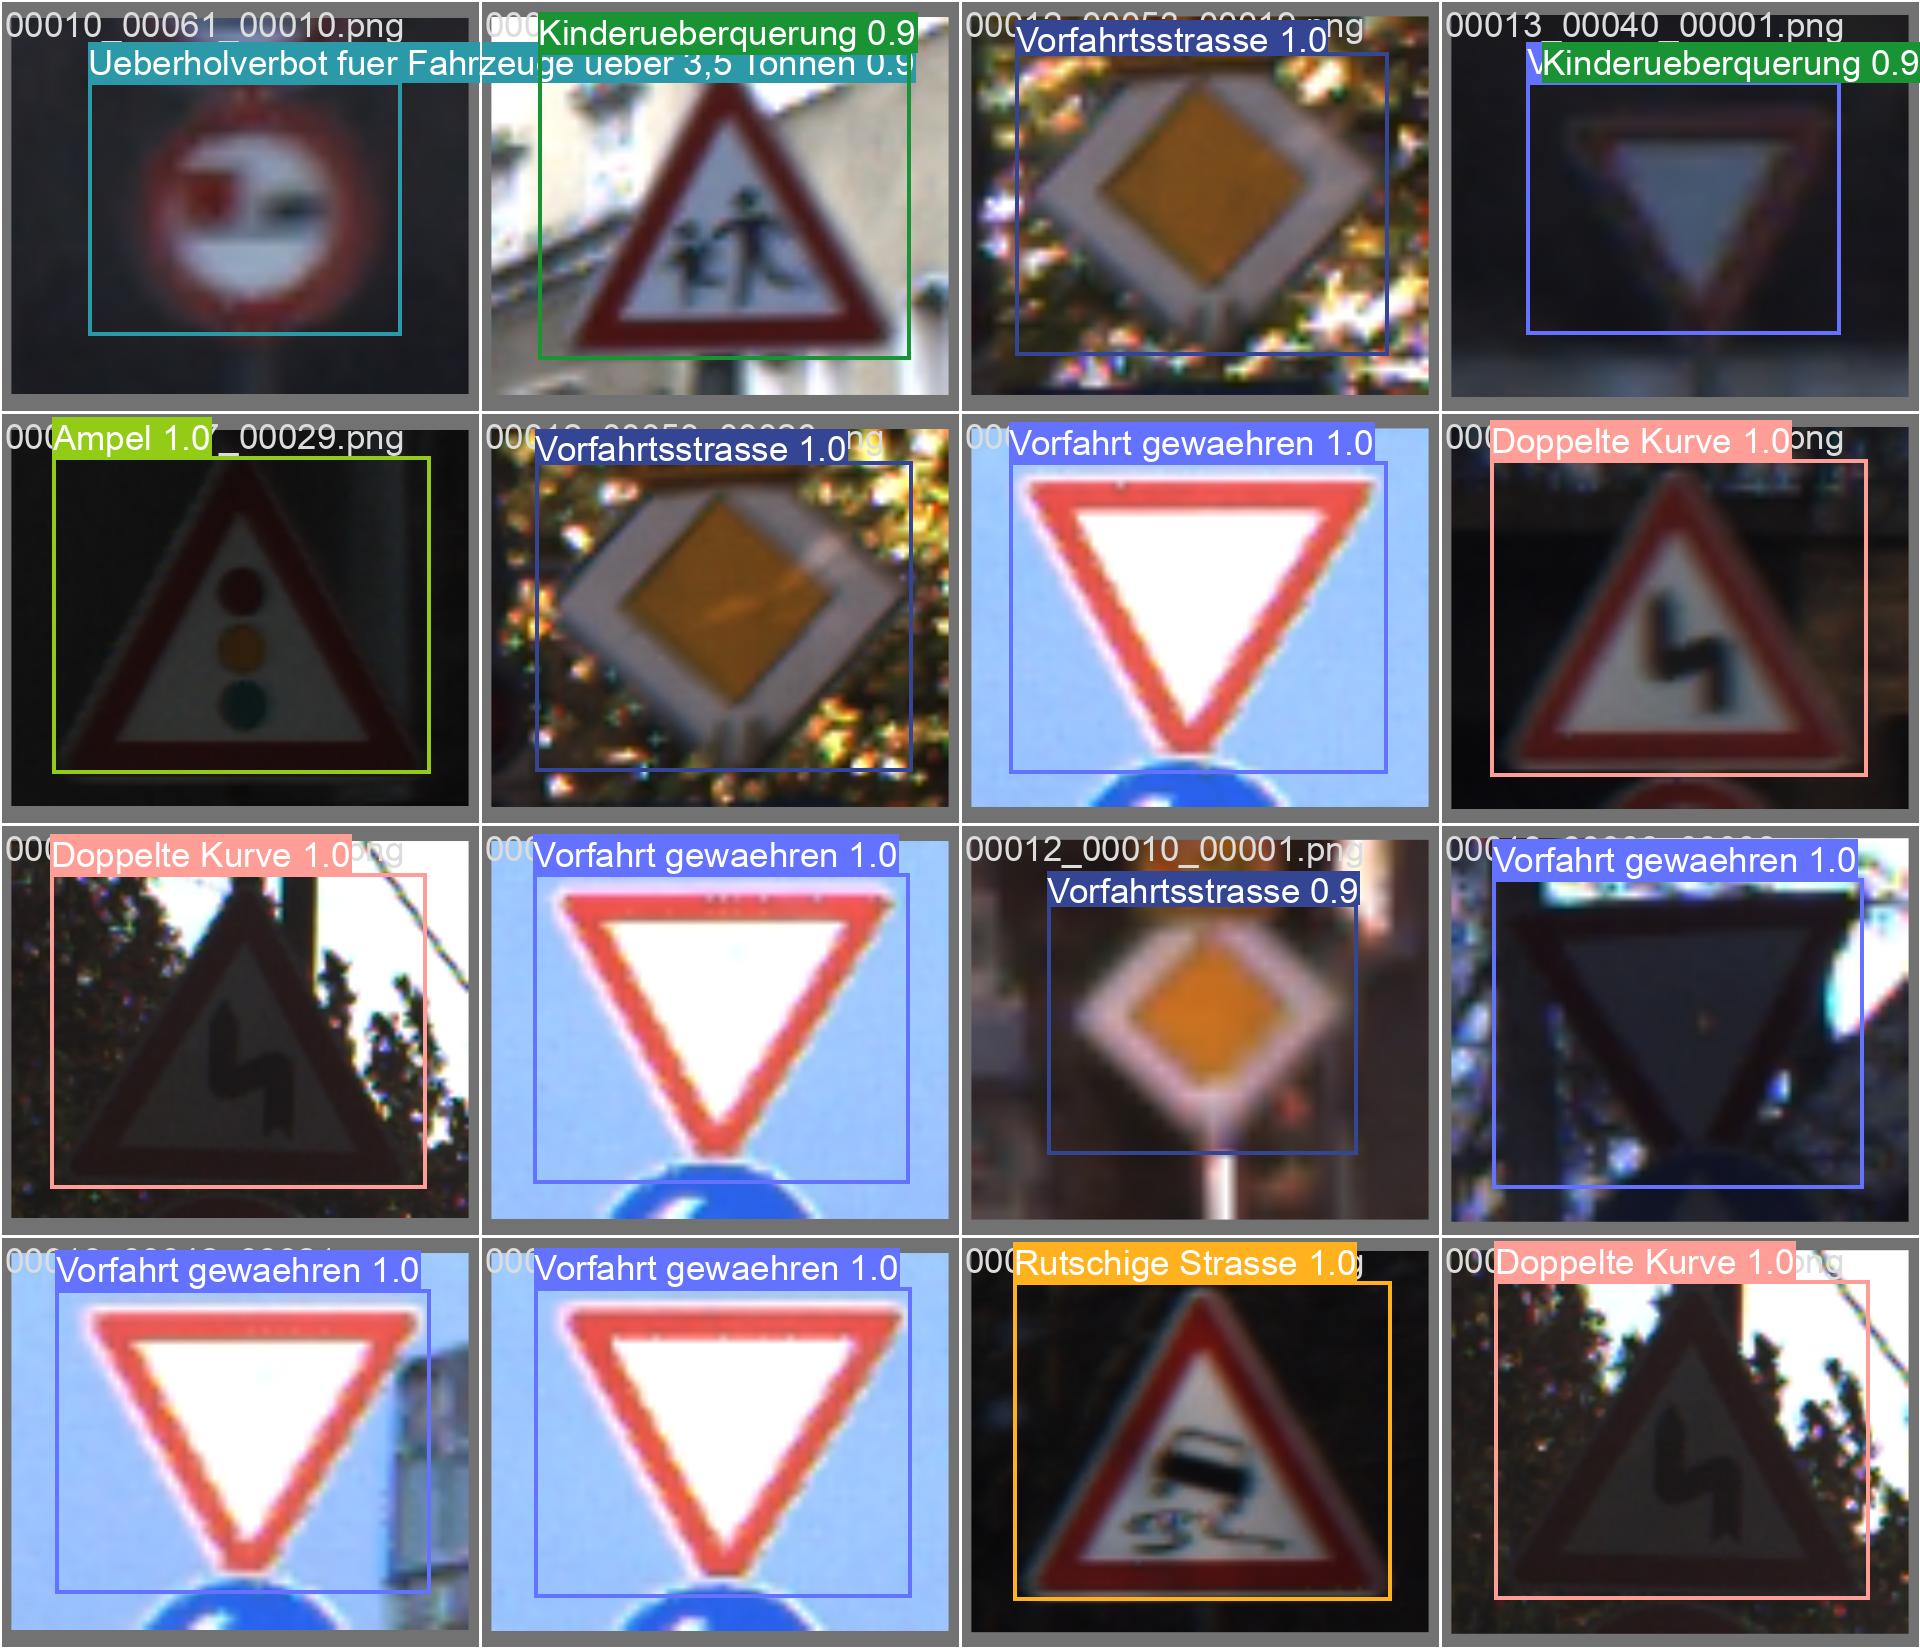 00010_00061_00010.png
Ueberholverbot fuer Fahrzeuge ueber 3,5 Tonnen 0.9
Kinderueberquerung 0.9
Vorfahrtsstrasse 1.0
00013_00040_00001.png
Kinderueberquerung 0.9
Ampel 1.0
_00029.png
Vorfahrtsstrasse 1.0
Vorfahrt gewaehren 1.0
Doppelte Kurve 1.0
Doppelte Kurve 1.0
Vorfahrt gewaehren 1.0
00012_00010_00001.png
Vorfahrtsstrasse 0.9
Vorfahrt gewaehren 1.0
Vorfahrt gewaehren 1.0
Vorfahrt gewaehren 1.0
Rutschige Strasse 1.0
Doppelte Kurve 1.0